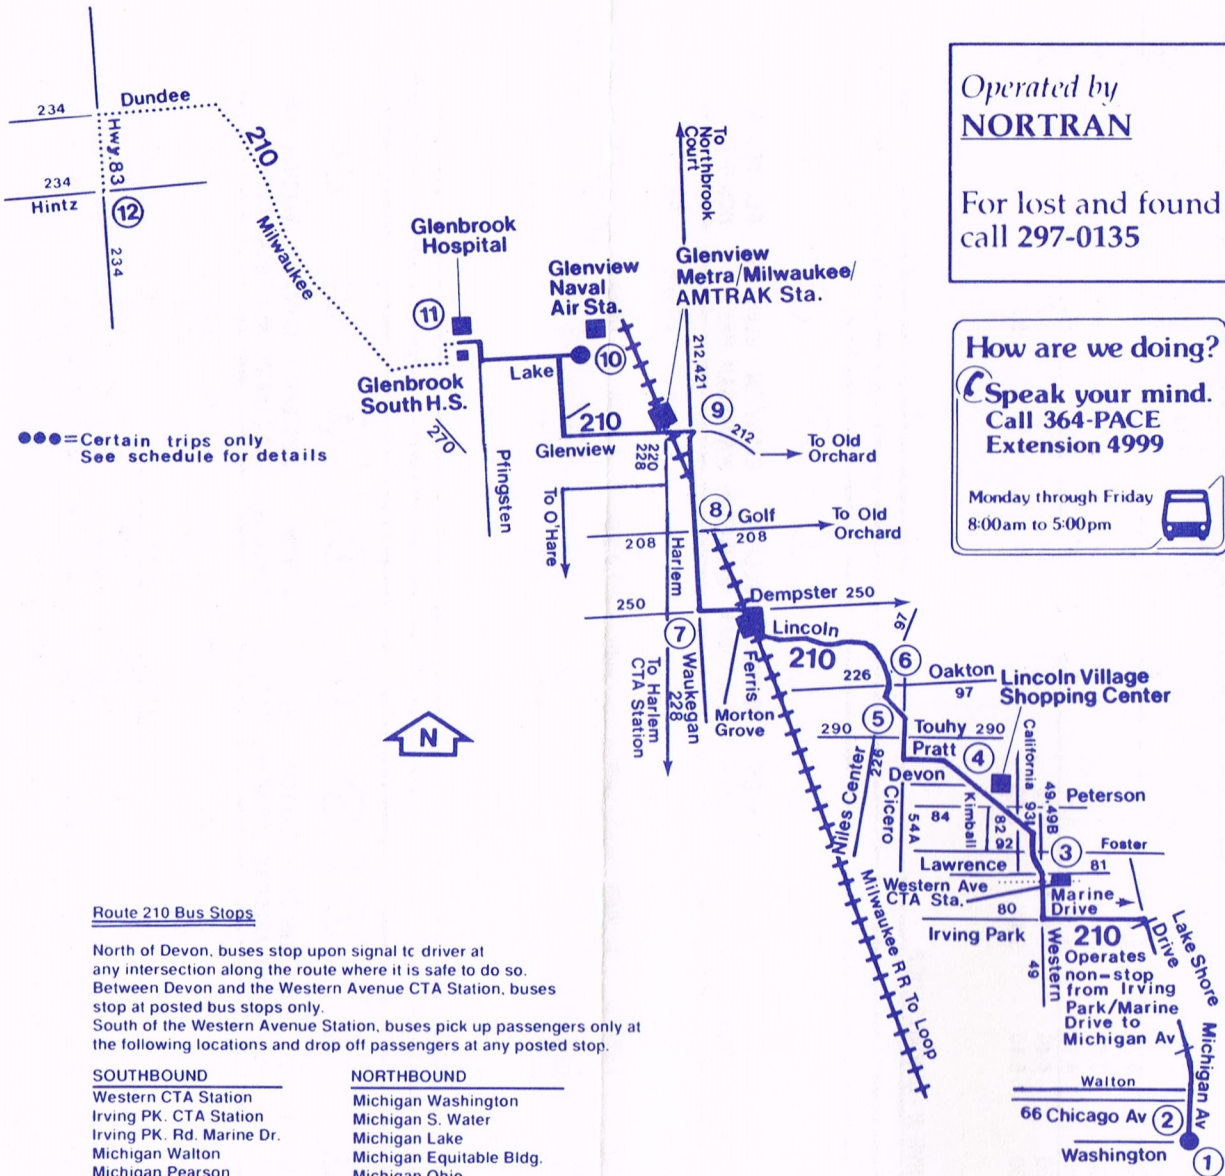 Operated by
NORTRAN
For lost and found
call 297-0135
How are we doing?
Speak your mind.
Call 364-PACE
Extension 4999
Monday through Friday
8:00am to 5:00pm
234
Dundee
Hwy.83
210
234
Hintz
12
234
Milwaukee
Glenbrook
Hospital
11
Glenview
Naval
Air Sta.
To
Northbrook
Court
Glenview
Metra/Milwaukee/
AMTRAK Sta.
10
Lake
212,421
9
Glenbrook
South H.S.
270
210
212
To Old
Orchard
Glenview
220
228
●●●=Certain trips only
See schedule for details
Pfingsten
To O'Hare
8
Golf
208
To Old
Orchard
208
Harlem
Dempster 250
250
97
7
Lincoln
210
6
226
Oakton
97
Lincoln Village
Shopping Center
To Harlem
CTA Station
Waukegan
228
Ferris
Morton
Grove
N
5
290
Touhy 290
Pratt
4
California
93
Niles Center
226
Devon
Cicero
54A
84
Kimball
82
92
49,49B
Peterson
3
Foster
Lawrence
81
Western Ave
CTA Sta.
Marine
Drive
80
Irving Park
210
Drive
Lake Shore
Western
49
Operates
non-stop
from Irving
Park/Marine
Drive to
Michigan Av
Milwaukee RR To Loop
Michigan Av
Walton
66 Chicago Av
2
Washington
1
Route 210 Bus Stops
North of Devon, buses stop upon signal tc driver at
any intersection along the route where it is safe to do so.
Between Devon and the Western Avenue CTA Station, buses
stop at posted bus stops only.
South of the Western Avenue Station, buses pick up passengers only at
the following locations and drop off passengers at any posted stop.
SOUTHBOUND
Western CTA Station
Irving PK. CTA Station
Irving PK. Rd. Marine Dr.
Michigan Walton
Michigan Pearson
NORTHBOUND
Michigan Washington
Michigan S. Water
Michigan Lake
Michigan Equitable Bldg.
Michigan Ohio